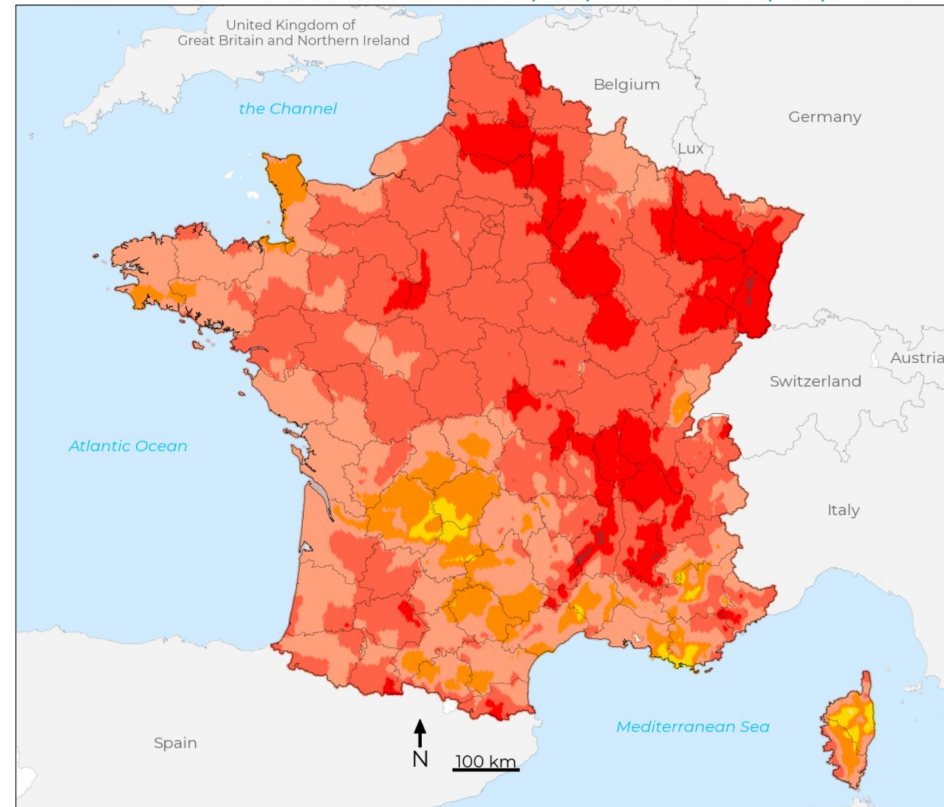 United Kingdom of
Great Britain and Northern Ireland
Belgium
the Channel
Germany
Lux
Austria
Switzerland
Atlantic Ocean
Italy
Mediterranean Sea
Spain
N
100 km